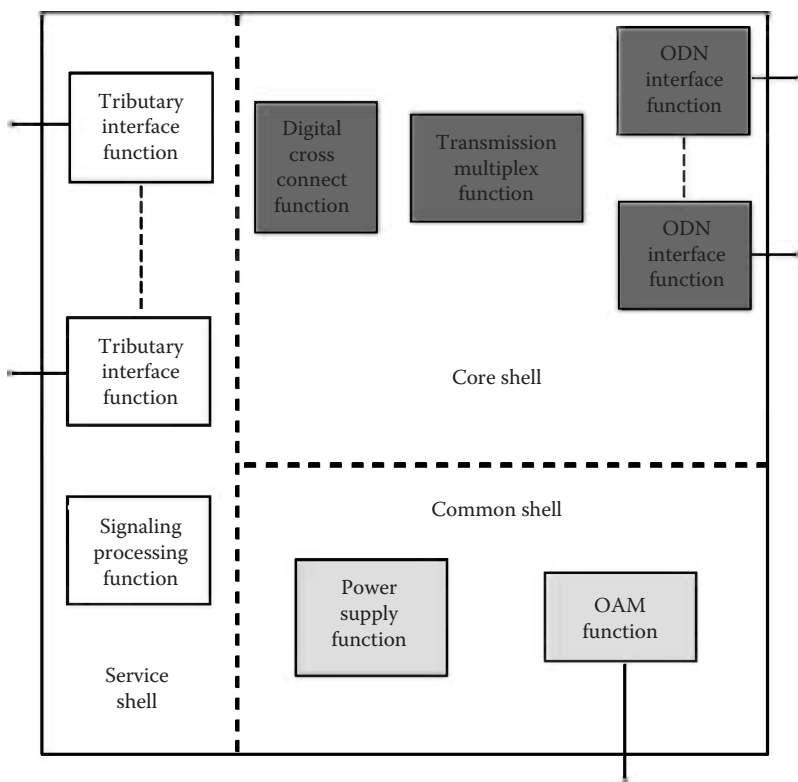 Tributary
interface
function
Tributary
interface
function
Signaling
processing
function
Service
shell
Digital
cross
connect
function
Transmission
multiplex
function
ODN
interface
function
ODN
interface
function
Core shell
Common shell
Power
supply
function
OAM
function